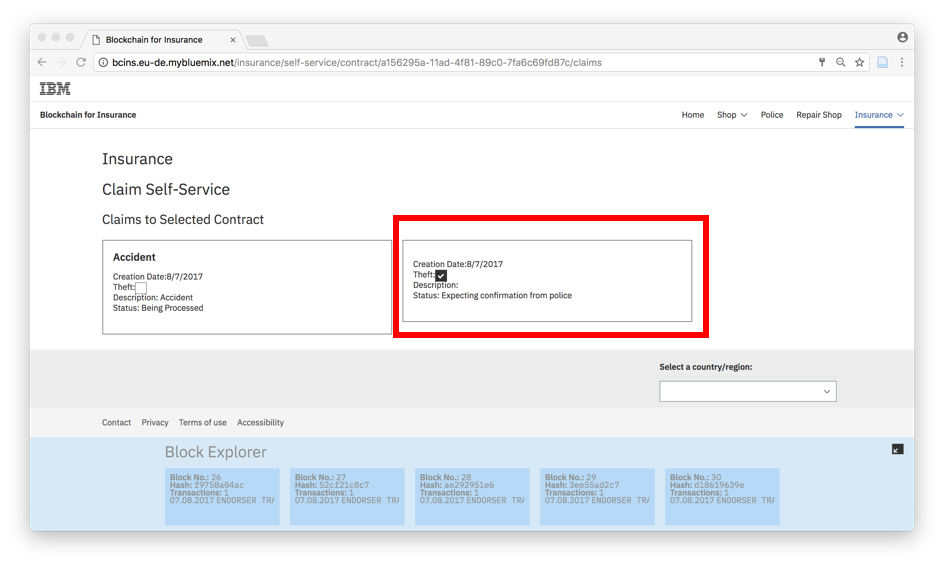 Blockchain for Insurance
bcins.eu-de.mybluemix.net/insurance/self-service/contract/a156295a-11ad-4f81-89c0-7fa6c69fd87c/claims
IBM
Blockchain for Insurance
Home Shop Police Repair Shop Insurance
Insurance
Claim Self-Service
Claims to Selected Contract
Accident
Creation Date:8/7/2017
Theft:
Description: Accident
Status: Being Processed
Creation Date:8/7/2017
Theft:
Description:
Status: Expecting confirmation from police
Select a country/region:
Contact Privacy Terms of use Accessibility
Block Explorer
Block No.: 26
Hash: f9758a04ac
Transactions: 1
07.08.2017 ENDORSER TRA
Block No.: 27
Hash: 52cf21c8c7
Transactions: 1
07.08.2017 ENDORSER TRA
Block No.: 28
Hash: ae292951e6
Transactions: 1
07.08.2017 ENDORSER TRA
Block No.: 29
Hash: 3ee55ad2c7
Transactions: 1
07.08.2017 ENDORSER TRA
Block No.: 30
Hash: d18619639e
Transactions: 1
07.08.2017 ENDORSER TRA